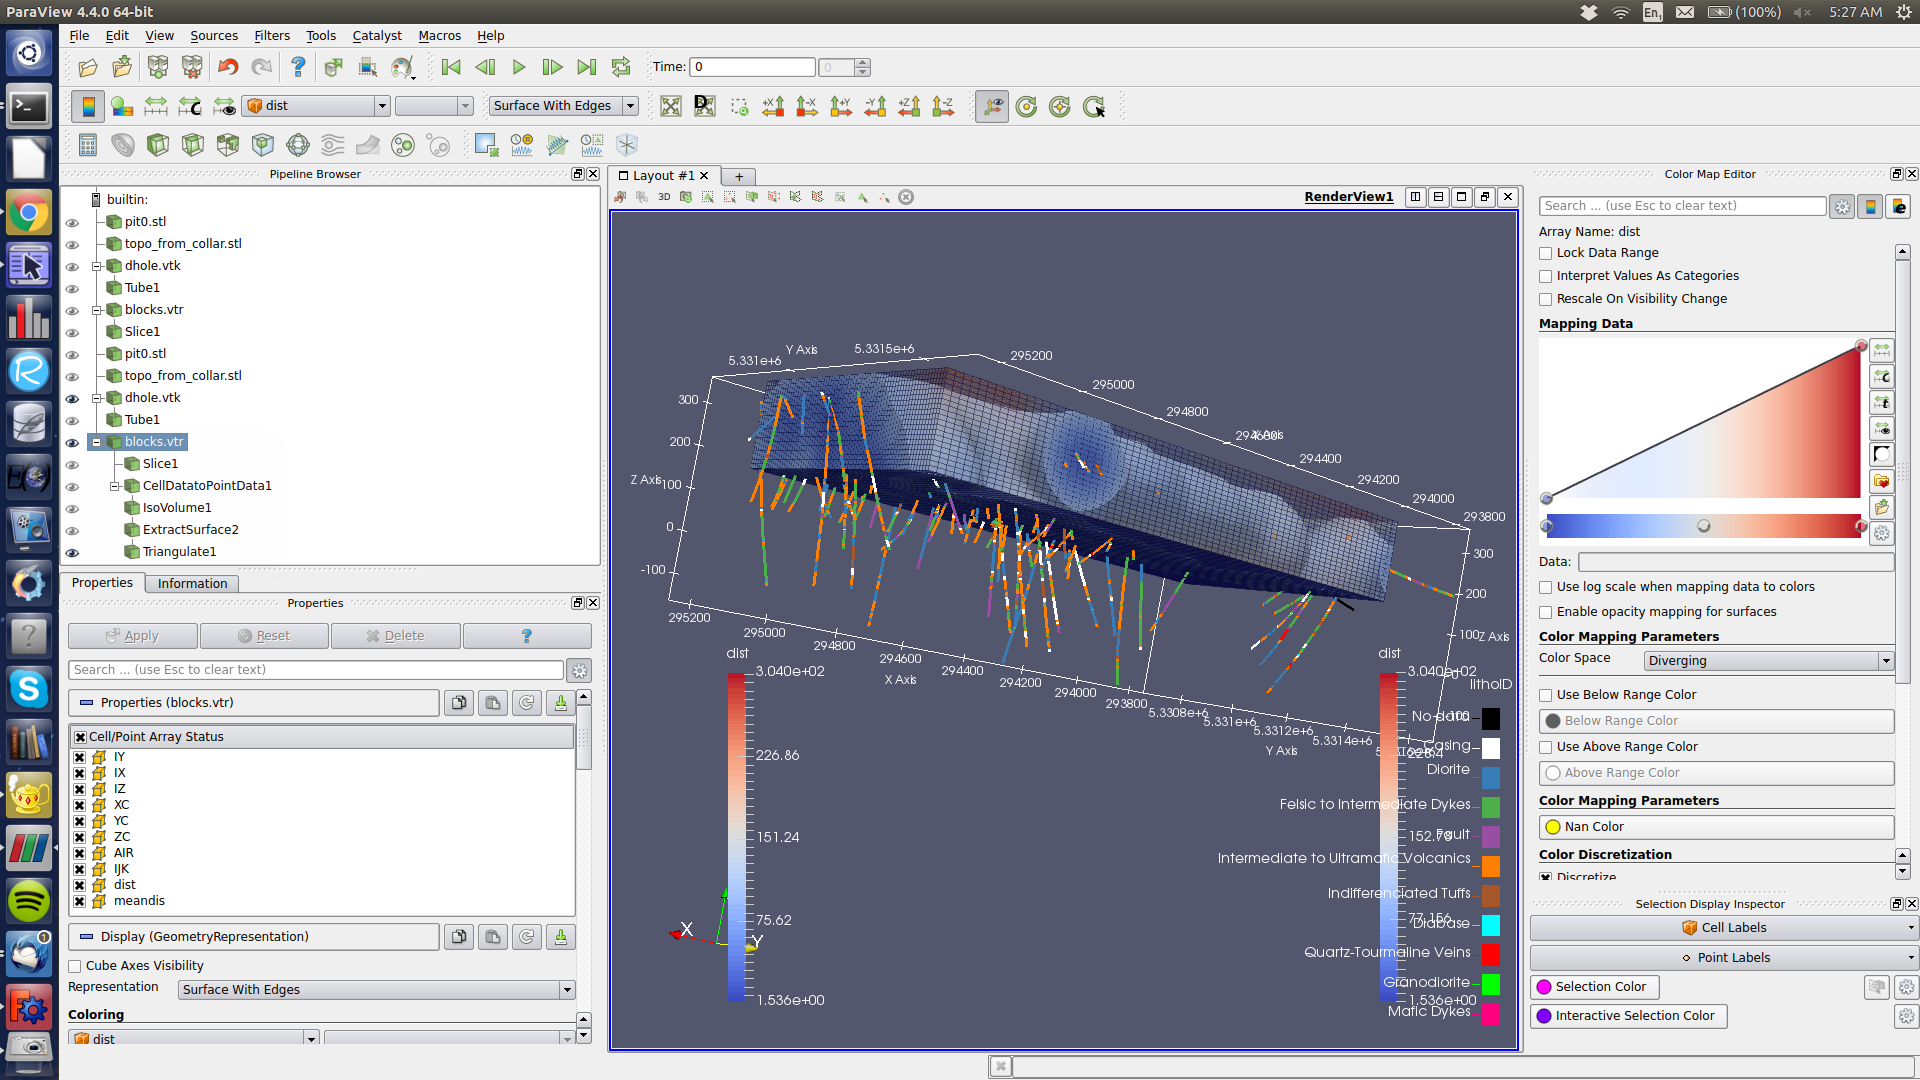 ParaView 4.4.0 64-bit
En1
(100%)
5:27 AM
File Edit View Sources Filters Tools Catalyst Macros Help
Time: 0
0
dist
Surface With Edges
+X -X +Y -Y +Z -Z
Pipeline Browser
builtin:
pit0.stl
topo_from_collar.stl
dhole.vtk
Tube1
blocks.vtr
Slice1
pit0.stl
topo_from_collar.stl
dhole.vtk
Tube1
blocks.vtr
Slice1
CellDatatoPointData1
IsoVolume1
ExtractSurface2
Triangulate1
Properties
Information
Properties
Apply
Reset
Delete
?
Search ... (use Esc to clear text)
Properties (blocks.vtr)
Cell/Point Array Status
IY
IX
IZ
XC
YC
ZC
AIR
IJK
dist
meandis
Display (GeometryRepresentation)
Cube Axes Visibility
Representation
Surface With Edges
Coloring
dist
Layout #1
+
3D
RenderView1
Y Axis
5.331e+6
5.3315e+6
295200
295000
294800
294600
294400
294200
294000
293800
300
200
Z Axis
100
0
-100
295200
295000
294800
294600
294400
294200
294000
293800
X Axis
5.3308e+6
5.331e+6
5.3312e+6
5.3314e+6
Y Axis
300
200
100
Z Axis
dist
3.040e+02
226.86
151.24
75.62
1.536e+00
X
Y
dist
3.040e+02
228.4
152.78
77.156
1.536e+00
lithoID
No data
Casing
Diorite
Felsic to Intermediate Dykes
Fault
Intermediate to Ultramafic Volcanics
Indifferenciated Tuffs
Diabase
Quartz-Tourmaline Veins
Granodiorite
Mafic Dykes
Color Map Editor
Search ... (use Esc to clear text)
Array Name: dist
Lock Data Range
Interpret Values As Categories
Rescale On Visibility Change
Mapping Data
Data:
Use log scale when mapping data to colors
Enable opacity mapping for surfaces
Color Mapping Parameters
Color Space
Diverging
Use Below Range Color
Below Range Color
Use Above Range Color
Above Range Color
Color Mapping Parameters
Nan Color
Color Discretization
Discretize
Selection Display Inspector
Cell Labels
Point Labels
Selection Color
Interactive Selection Color